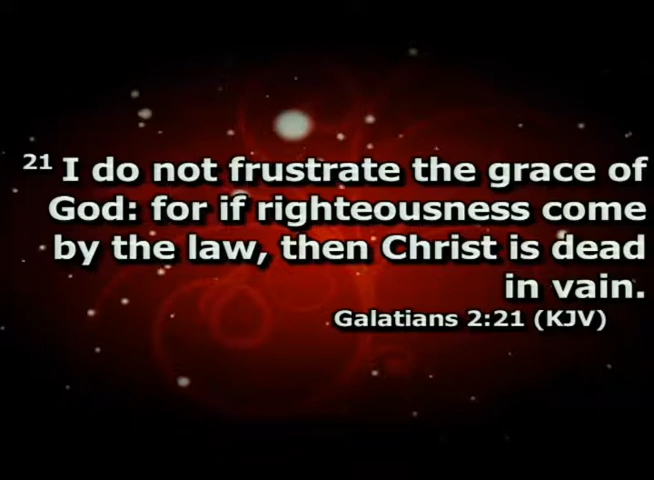 21 I do not frustrate the grace of
God: for if righteousness come
by the law, then Christ is dead
in vain.
Galatians 2:21 (KJV)